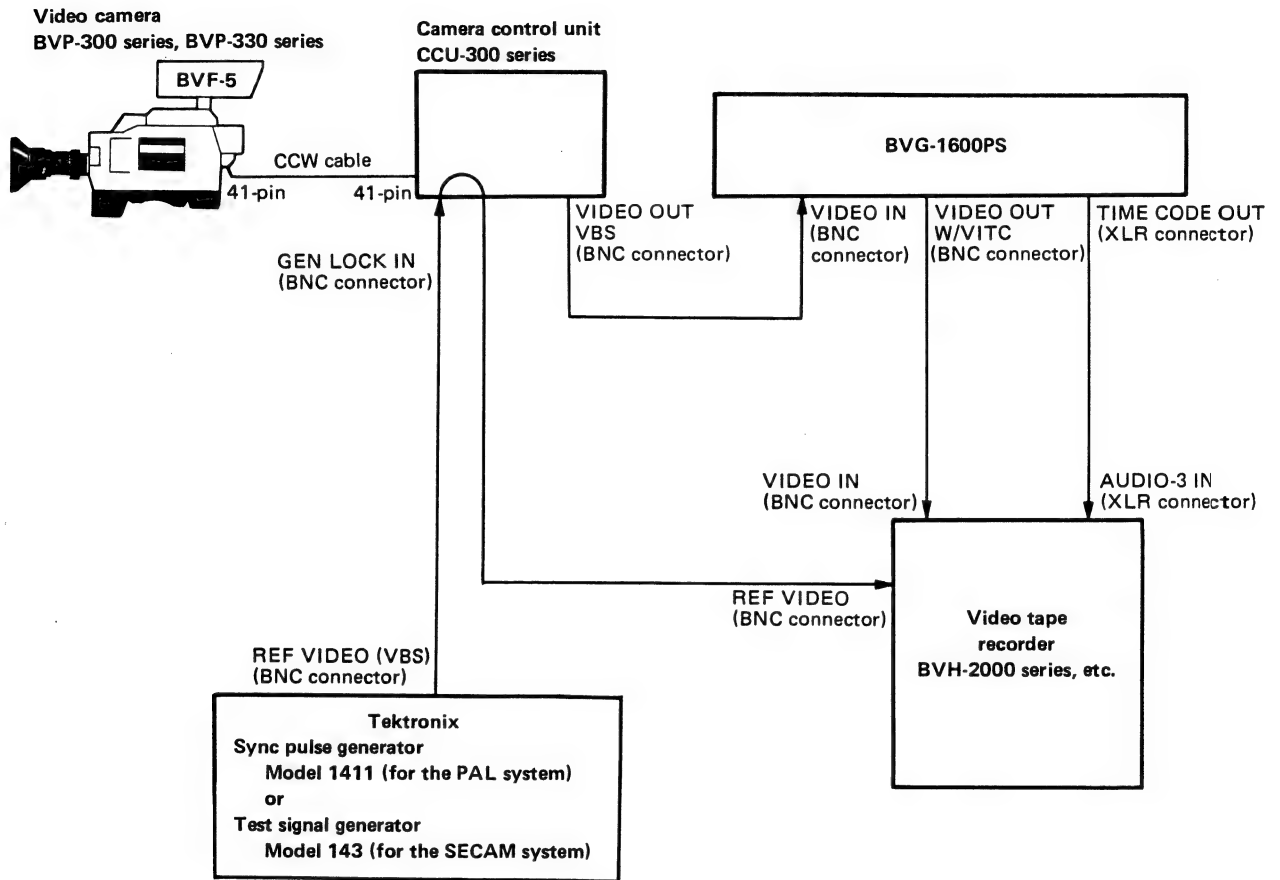 Video camera
BVP-300 series, BVP-330 series
BVF-5
CCW cable
41-pin
41-pin
Camera control unit
CCU-300 series
BVG-1600PS
GEN LOCK IN
(BNC connector)
VIDEO OUT
VBS
(BNC connector)
VIDEO IN
(BNC
connector)
VIDEO OUT
W/VITC
(BNC connector)
TIME CODE OUT
(XLR connector)
VIDEO IN
(BNC connector)
AUDIO-3 IN
(XLR connector)
REF VIDEO
(BNC connector)
Video tape
recorder
BVH-2000 series, etc.
REF VIDEO (VBS)
(BNC connector)
Tektronix
Sync pulse generator
Model 1411 (for the PAL system)
or
Test signal generator
Model 143 (for the SECAM system)